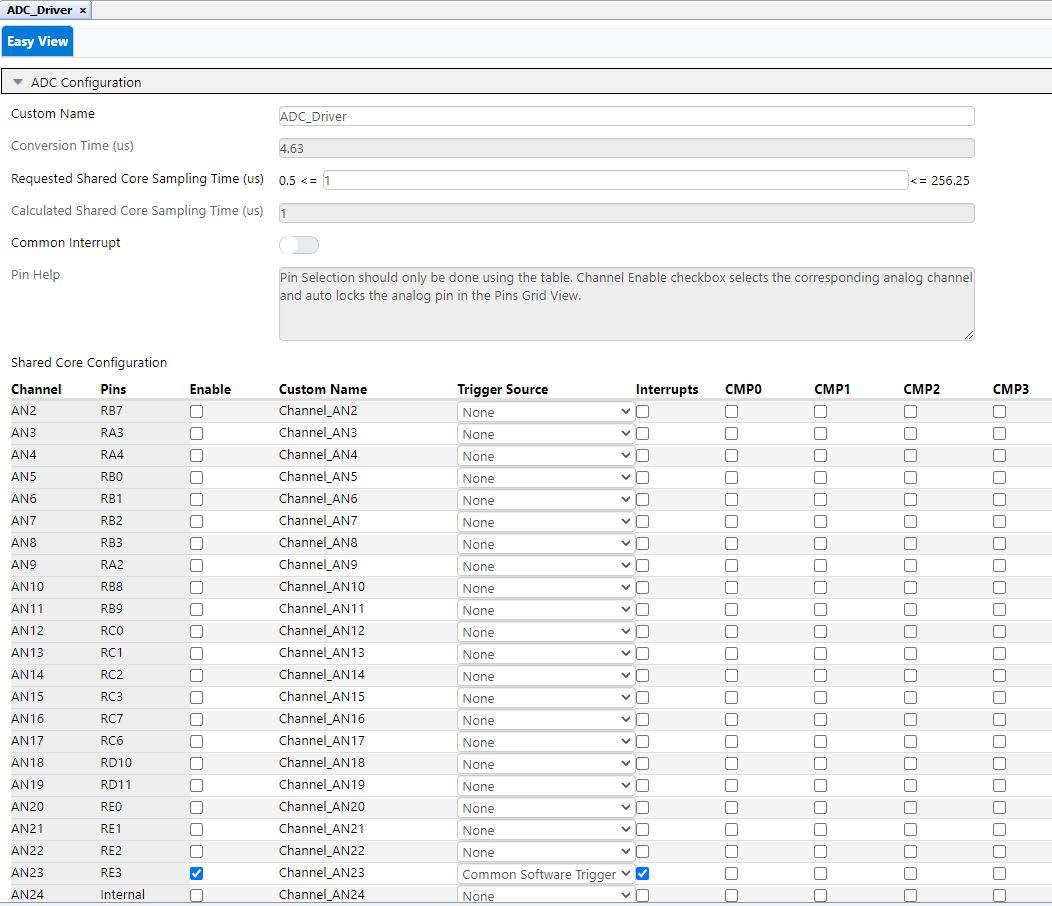 ADC_Driver ×
Easy View
ADC Configuration
Custom Name ADC_Driver
Conversion Time (us) 4.63
Requested Shared Core Sampling Time (us) 0.5 <= 1 <= 256.25
Calculated Shared Core Sampling Time (us) 1
Common Interrupt
Pin Help Pin Selection should only be done using the table. Channel Enable checkbox selects the corresponding analog channel
and auto locks the analog pin in the Pins Grid View.
Shared Core Configuration
Channel Pins Enable Custom Name Trigger Source Interrupts CMP0 CMP1 CMP2 CMP3
AN2 RB7 Channel_AN2 None
AN3 RA3 Channel_AN3 None
AN4 RA4 Channel_AN4 None
AN5 RB0 Channel_AN5 None
AN6 RB1 Channel_AN6 None
AN7 RB2 Channel_AN7 None
AN8 RB3 Channel_AN8 None
AN9 RA2 Channel_AN9 None
AN10 RB8 Channel_AN10 None
AN11 RB9 Channel_AN11 None
AN12 RC0 Channel_AN12 None
AN13 RC1 Channel_AN13 None
AN14 RC2 Channel_AN14 None
AN15 RC3 Channel_AN15 None
AN16 RC7 Channel_AN16 None
AN17 RC6 Channel_AN17 None
AN18 RD10 Channel_AN18 None
AN19 RD11 Channel_AN19 None
AN20 RE0 Channel_AN20 None
AN21 RE1 Channel_AN21 None
AN22 RE2 Channel_AN22 None
AN23 RE3 Channel_AN23 Common Software Trigger
AN24 Internal Channel_AN24 None